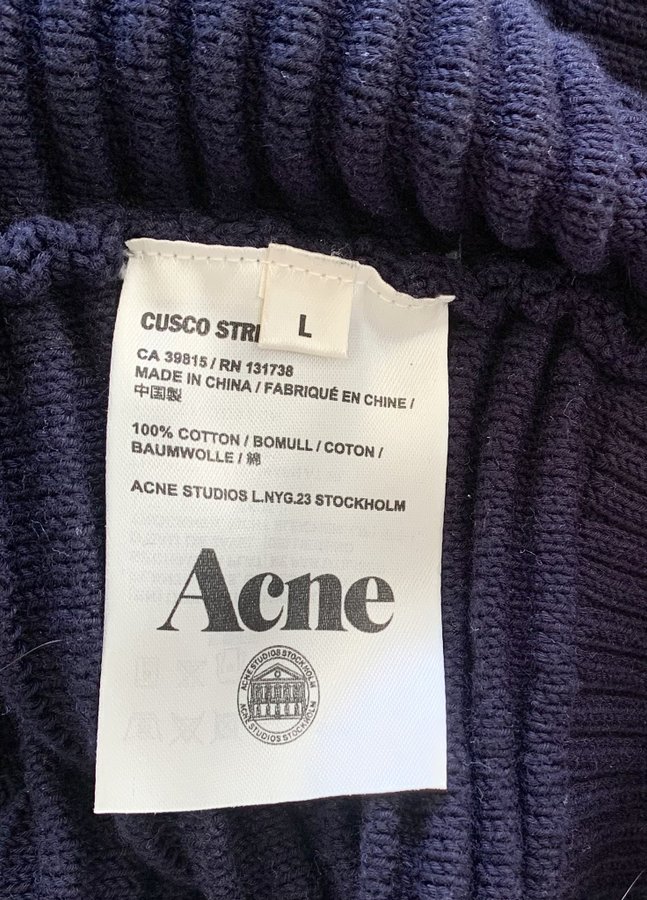 CUSCO STR
L
CA 39815 / RN 131738
MADE IN CHINA / FABRIQUÉ EN CHINE /
中国製
100% COTTON / BOMULL / COTON /
BAUMWOLLE / 綿
ACNE STUDIOS L.NYG.23 STOCKHOLM
Acne
ACNE STUDIOS STOCKHOLM
ACNE STUDIOS STOCKHOLM